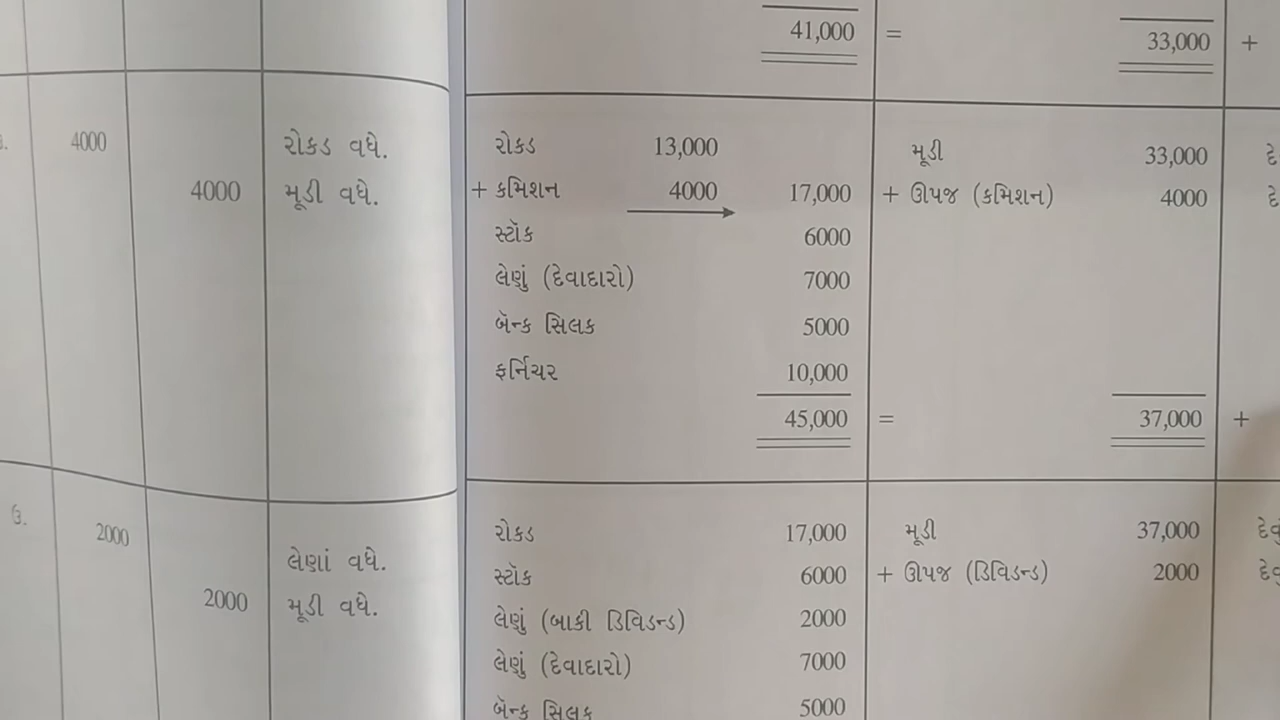 41,000 = 33,000 +
4000 રોકડ વધે. રોકડ 13,000 મૂડી 33,000
4000 મૂડી વધે. + કમિશન 4000 17,000 + ઊપજ (કમિશન) 4000
સ્ટૉક 6000
લેણું (દેવાદારો) 7000
બૅન્ક સિલક 5000
ફર્નિચર 10,000
45,000 = 37,000 +
2000 રોકડ 17,000 મૂડી 37,000
લેણાં વધે. સ્ટૉક 6000 + ઊપજ (ડિવિડન્ડ) 2000
2000 મૂડી વધે. લેણું (બાકી ડિવિડન્ડ) 2000
લેણું (દેવાદારો) 7000
બૅન્ક સિલક 5000